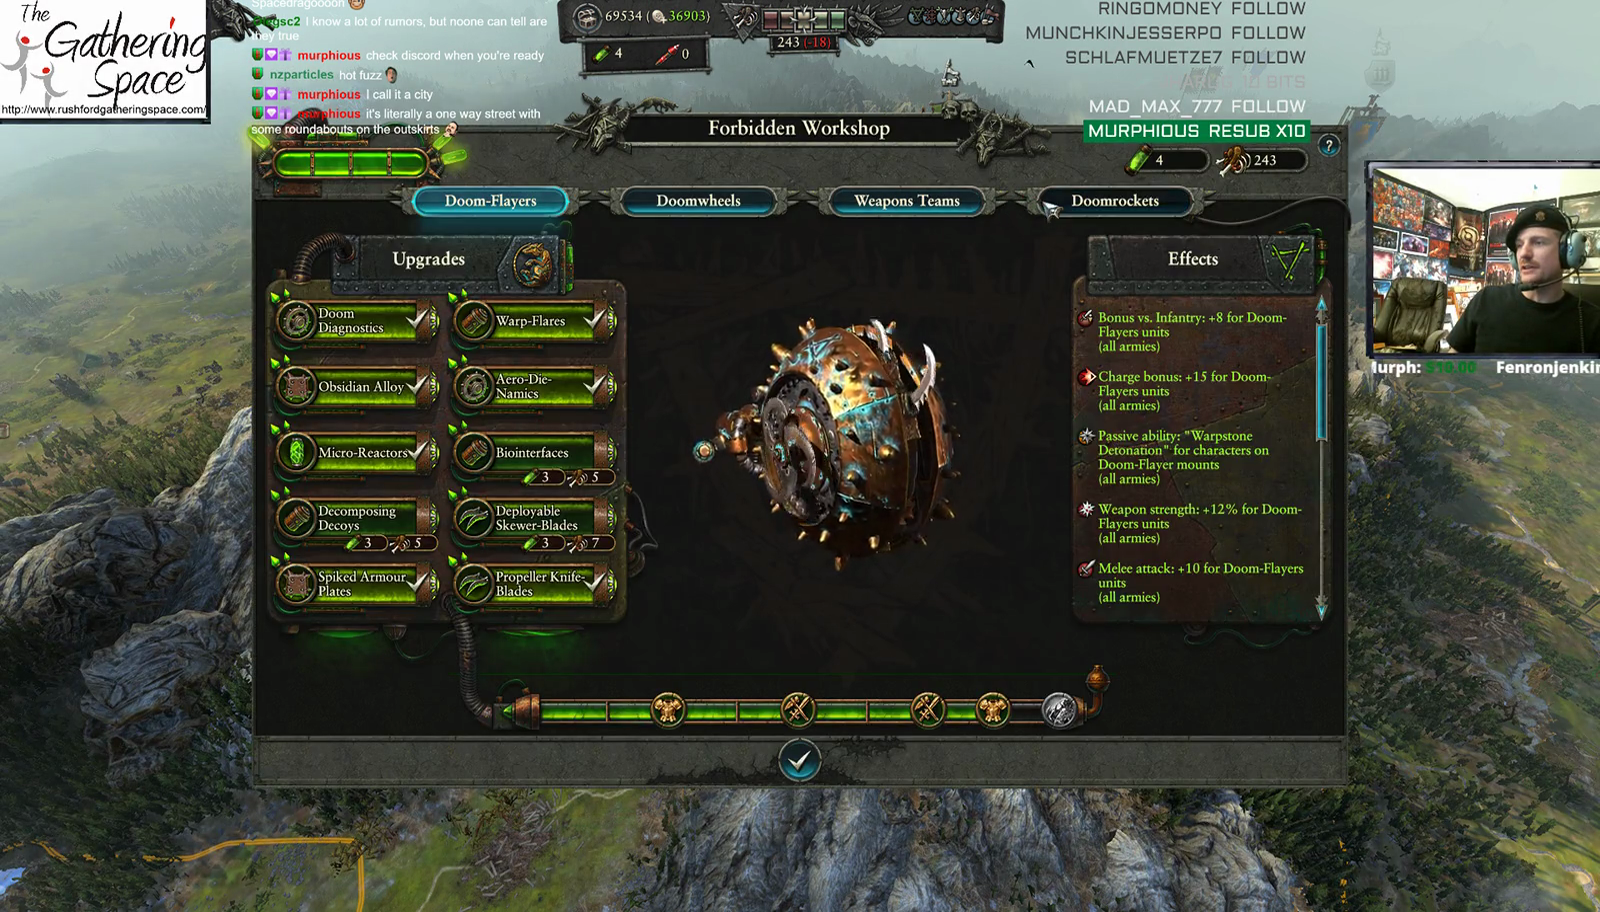 The
Gathering
Space
http://www.rushfordgatheringspace.com/
Spacedragooon
I know a lot of rumors, but noone can tell are
they true
murphious check discord when you're ready
nzparticles hot fuzz
murphious I call it a city
murphious it's literally a one way street with
some roundabouts on the outskirts
69534 (36903)
4
0
243 (-18)
RINGOMONEY FOLLOW
MUNCHKINJESSERPO FOLLOW
SCHLAFMUETZE7 FOLLOW
BITS
MAD_MAX_777 FOLLOW
MURPHIOUS RESUB X10
Forbidden Workshop
?
4
243
Doom-Flayers
Doomwheels
Weapons Teams
Doomrockets
Upgrades
Doom
Diagnostics
Warp-Flares
Obsidian Alloy
Aero-Die-
Namics
Micro-Reactors
Biointerfaces
3
5
Decomposing
Decoys
3
5
Deployable
Skewer-Blades
3
7
Spiked Armour
Plates
Propeller Knife-
Blades
Effects
Bonus vs. Infantry: +8 for Doom-
Flayers units
(all armies)
Charge bonus: +15 for Doom-
Flayers units
(all armies)
Passive ability: "Warpstone
Detonation" for characters on
Doom-Flayer mounts
(all armies)
Weapon strength: +12% for Doom-
Flayers units
(all armies)
Melee attack: +10 for Doom-Flayers
units
(all armies)
Murph: $10.00 Fenronjenkin